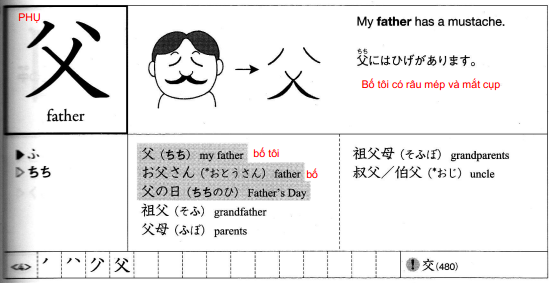 PHỤ
父
father
My father has a mustache.
父にはひげがあります。
ちち
Bố tôi có râu mép và mắt cụp
▶ふ
▷ちち
父（ちち） my father bố tôi
お父さん（*おとうさん） father bố
父の日（ちちのひ） Father's Day
祖父（そふ） grandfather
父母（ふぼ） parents
祖父母（そふぼ） grandparents
叔父／伯父（*おじ） uncle
父
交(480)